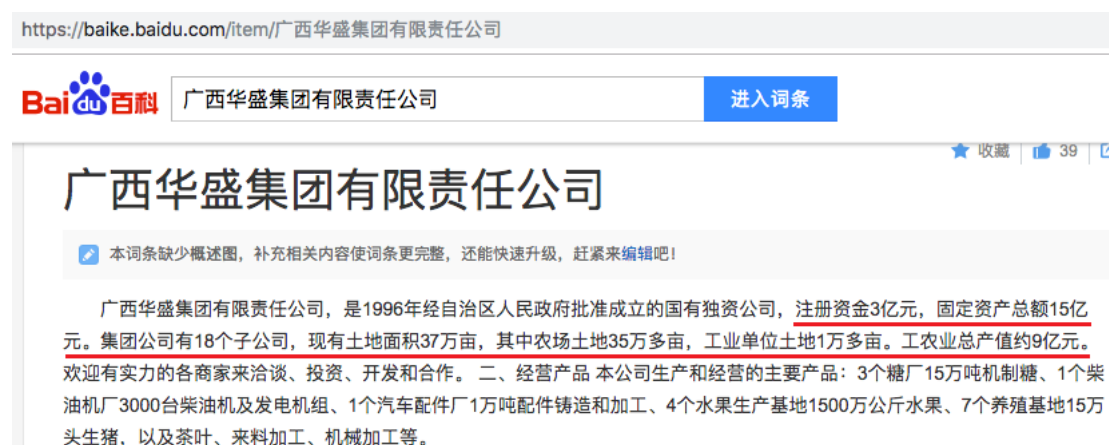 https://baike.baidu.com/item/广西华盛集团有限责任公司
Bai du 百科 广西华盛集团有限责任公司 进入词条
收藏 39
广西华盛集团有限责任公司
本词条缺少概述图，补充相关内容使词条更完整，还能快速升级，赶紧来编辑吧！
广西华盛集团有限责任公司，是1996年经自治区人民政府批准成立的国有独资公司，注册资金3亿元，固定资产总额15亿
元。集团公司有18个子公司，现有土地面积37万亩，其中农场土地35万多亩，工业单位土地1万多亩。工农业总产值约9亿元。
欢迎有实力的各商家来洽谈、投资、开发和合作。 二、经营产品 本公司生产和经营的主要产品：3个糖厂15万吨机制糖、1个柴
油机厂3000台柴油机及发电机组、1个汽车配件厂1万吨配件铸造和加工、4个水果生产基地1500万公斤水果、7个养殖基地15万
头生猪，以及茶叶、来料加工、机械加工等。